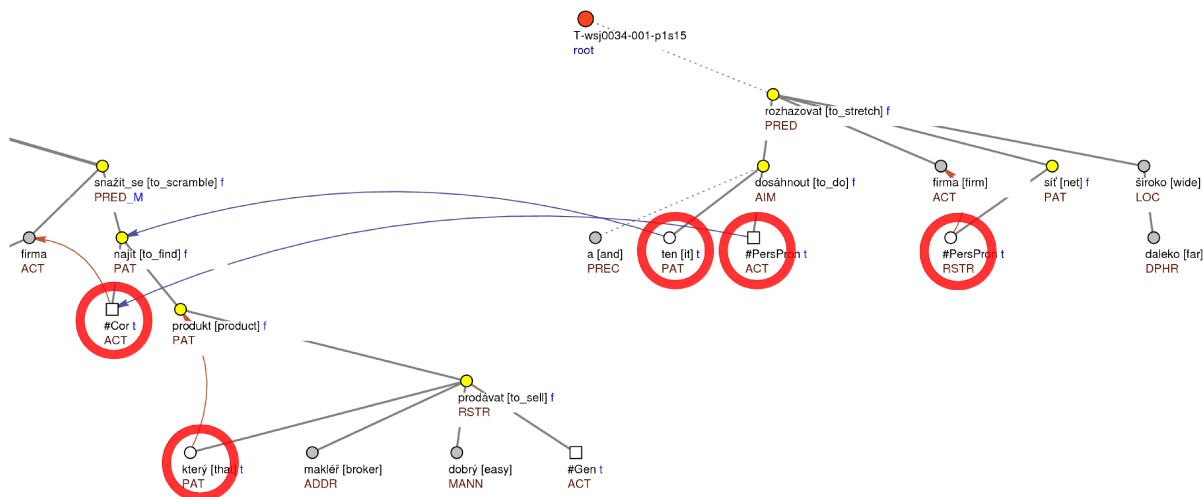 T-wsj0034-001-p1s15
root
rozhazovat [to_stretch] f
PRED
snažit_se [to_scramble] f
PRED_M
dosáhnout [to_do] f
AIM
firma [firm]
ACT
síť [net] f
PAT
široko [wide]
LOC
firma
ACT
najít [to_find] f
PAT
a [and]
PREC
ten [it] t
PAT
#PersPron t
ACT
#PersPron t
RSTR
daleko [far]
DPHR
#Cor t
ACT
produkt [product] f
PAT
prodávat [to_sell] f
RSTR
který [that] t
PAT
makléř [broker]
ADDR
dobrý [easy]
MANN
#Gen t
ACT